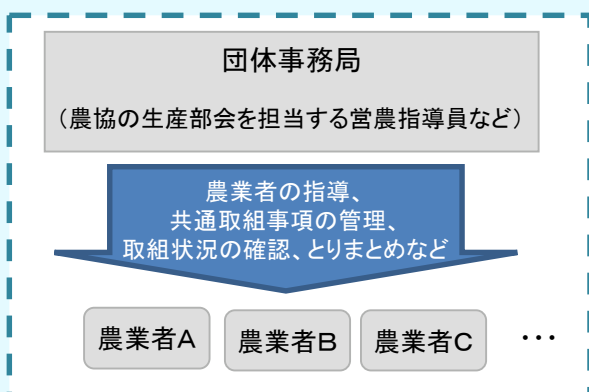 団体事務局
（農協の生産部会を担当する営農指導員など）
農業者の指導、
共通取組事項の管理、
取組状況の確認、とりまとめなど
農業者A 農業者B 農業者C ･･･